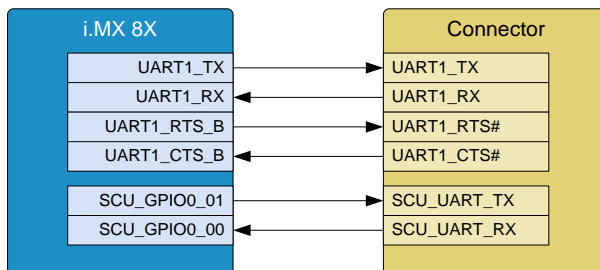 i.MX 8X Connector
UART1_TX UART1_TX
UART1_RX UART1_RX
UART1_RTS_B UART1_RTS#
UART1_CTS_B UART1_CTS#
SCU_GPIO0_01 SCU_UART_TX
SCU_GPIO0_00 SCU_UART_RX